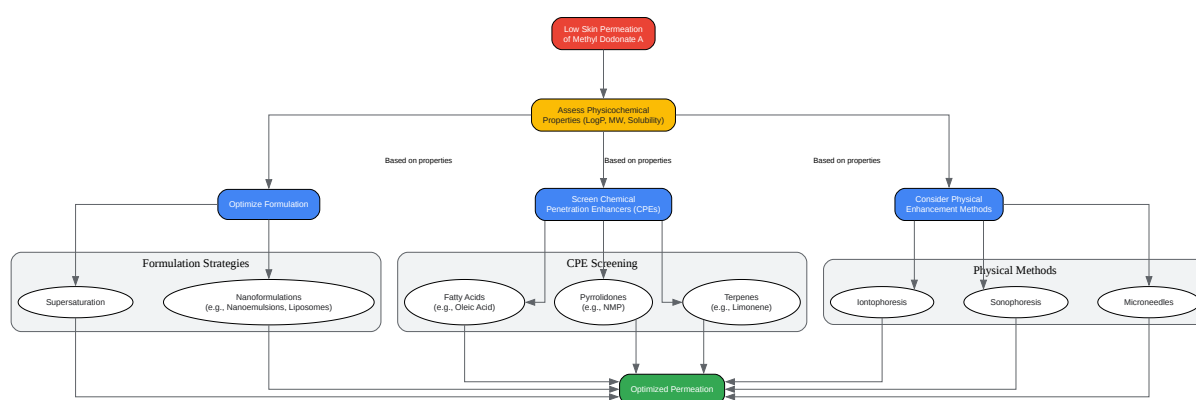 Low Skin Permeation
of Methyl Dodonate A
Assess Physicochemical
Properties (LogP, MW, Solubility)
Based on properties
Based on properties
Based on properties
Optimize Formulation
Screen Chemical
Penetration Enhancers (CPEs)
Consider Physical
Enhancement Methods
Formulation Strategies
CPE Screening
Physical Methods
Supersaturation
Nanoformulations
(e.g., Nanoemulsions, Liposomes)
Fatty Acids
(e.g., Oleic Acid)
Pyrrolidones
(e.g., NMP)
Terpenes
(e.g., Limonene)
Iontophoresis
Sonophoresis
Microneedles
Optimized Permeation